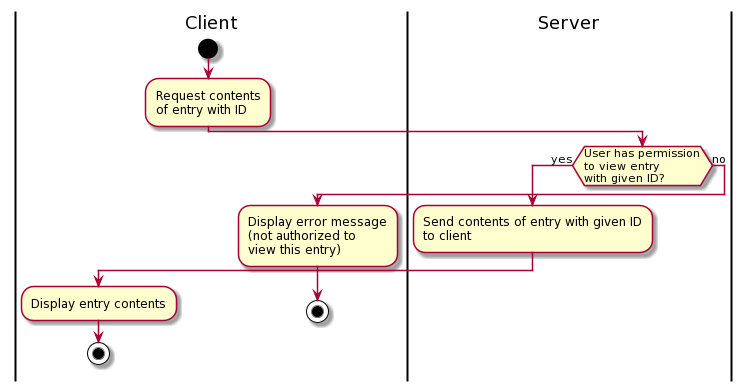 Client
Server
Request contents
of entry with ID
User has permission
to view entry
with given ID?
yes
no
Display error message
(not authorized to
view this entry)
Send contents of entry with given ID
to client
Display entry contents